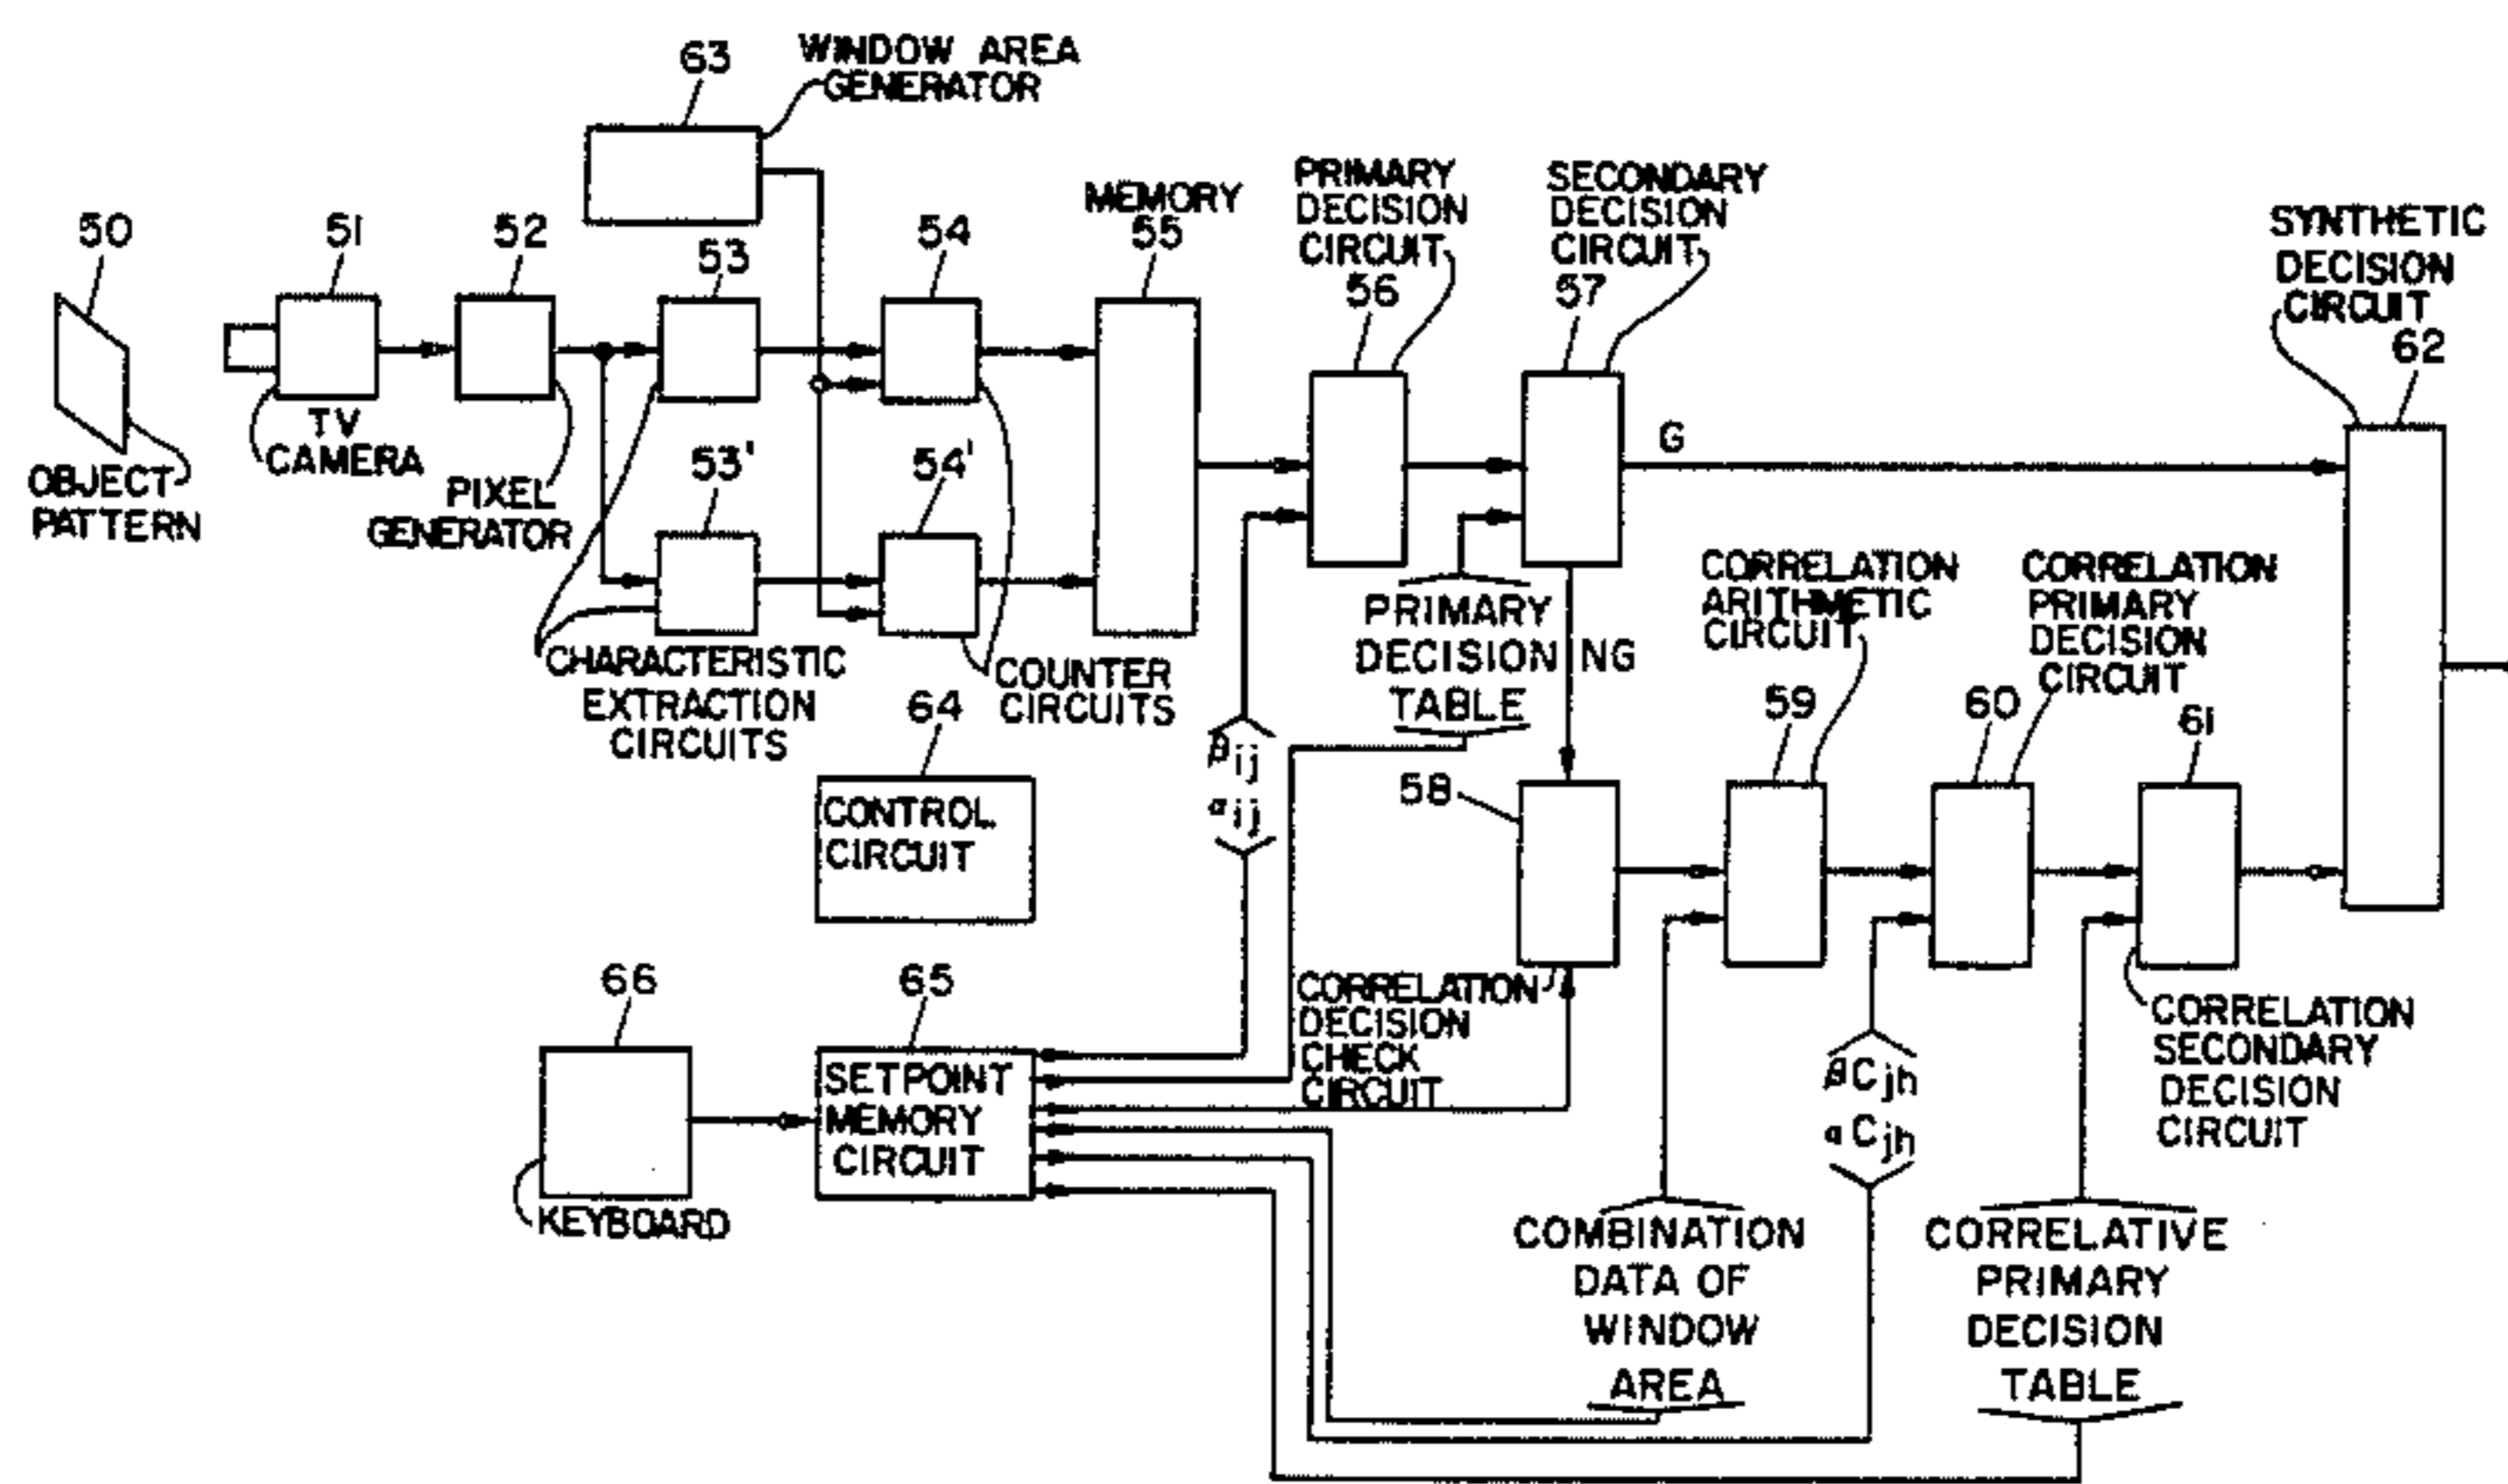 63
WINDOW AREA
GENERATOR
50
51
52
53
54
MEMORY
55
PRIMARY
DECISION
CIRCUIT
56
SECONDARY
DECISION
CIRCUIT
57
SYNTHETIC
DECISION
CIRCUIT
62
TV
CAMERA
OBJECT
PATTERN
PIXEL
GENERATOR
53'
54'
G
CHARACTERISTIC
EXTRACTION
CIRCUITS
COUNTER
CIRCUITS
PRIMARY
DECISION
TABLE
NG
CORRELATION
ARITHMETIC
CIRCUIT
59
CORRELATION
PRIMARY
DECISION
CIRCUIT
60
61
βij
αij
64
CONTROL
CIRCUIT
58
CORRELATION
DECISION
CHECK
CIRCUIT
66
KEYBOARD
65
SETPOINT
MEMORY
CIRCUIT
βCjh
αCjh
CORRELATION
SECONDARY
DECISION
CIRCUIT
COMBINATION
DATA OF
WINDOW
AREA
CORRELATIVE
PRIMARY
DECISION
TABLE